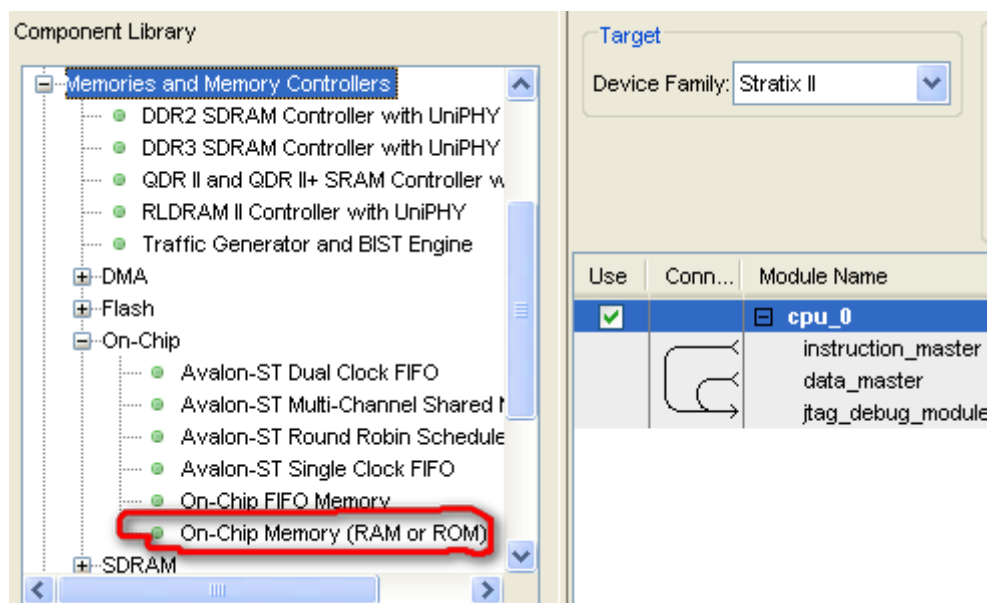 Component Library
Memories and Memory Controllers
DDR2 SDRAM Controller with UniPHY
DDR3 SDRAM Controller with UniPHY
QDR II and QDR II+ SRAM Controller
RLDRAM II Controller with UniPHY
Traffic Generator and BIST Engine
DMA
Flash
On-Chip
Avalon-ST Dual Clock FIFO
Avalon-ST Multi-Channel Shared
Avalon-ST Round Robin Schedule
Avalon-ST Single Clock FIFO
On-Chip FIFO Memory
On-Chip Memory (RAM or ROM)
SDRAM
Target
Device Family: Stratix II
Use Conn... Module Name
cpu_0
instruction_master
data_master
jtag_debug_module